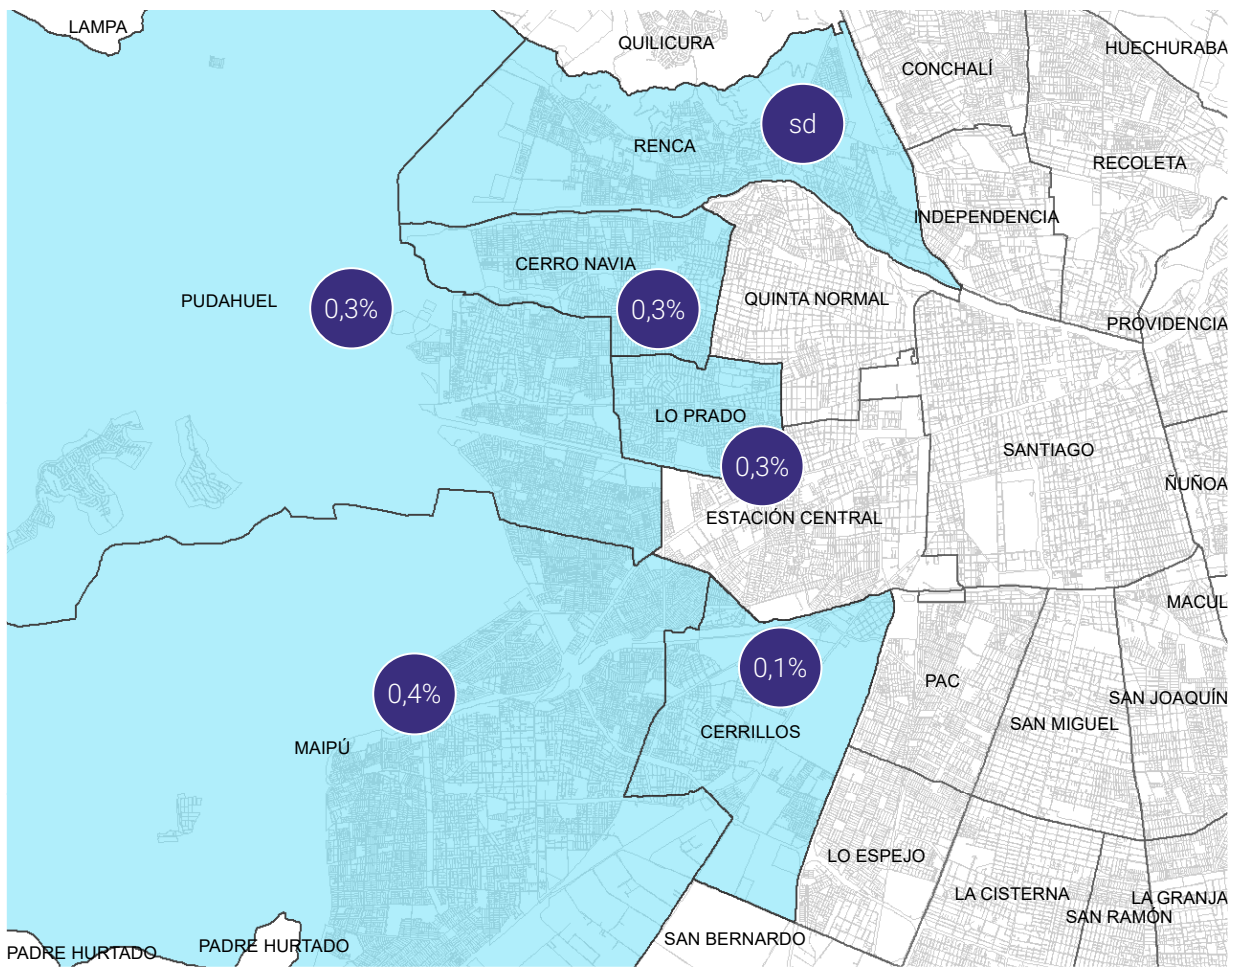 LAMPA
QUILICURA
HUECHURABA
CONCHALÍ
sd
RENCA
RECOLETA
INDEPENDENCIA
CERRO NAVIA
PUDAHUEL
0,3%
0,3%
QUINTA NORMAL
PROVIDENCIA
LO PRADO
SANTIAGO
0,3%
ÑUÑOA
ESTACIÓN CENTRAL
MACUL
0,1%
PAC
0,4%
SAN JOAQUÍN
SAN MIGUEL
CERRILLOS
MAIPÚ
LO ESPEJO
LA CISTERNA
LA GRANJA
SAN RAMÓN
SAN BERNARDO
PADRE HURTADO
PADRE HURTADO